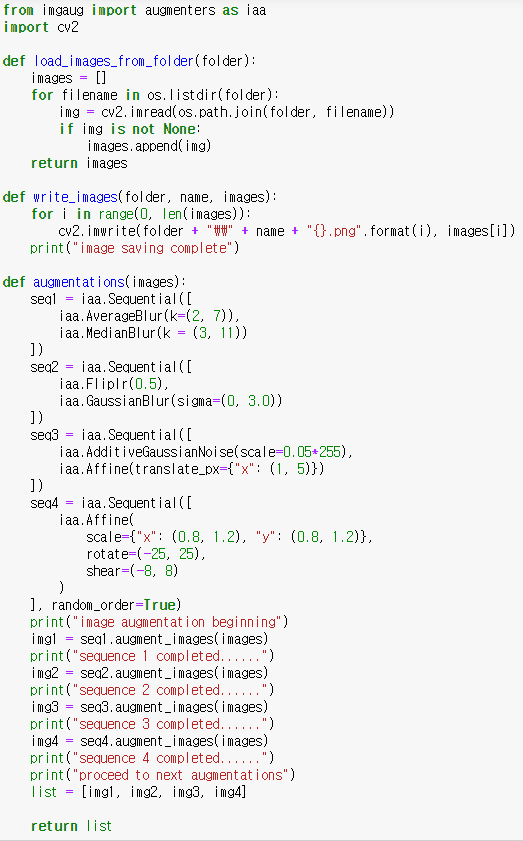 from imgaug import augmenters as iaa
import cv2

def load_images_from_folder(folder):
    images = []
    for filename in os.listdir(folder):
        img = cv2.imread(os.path.join(folder, filename))
        if img is not None:
            images.append(img)
    return images

def write_images(folder, name, images):
    for i in range(0, len(images)):
        cv2.imwrite(folder + "₩₩" + name + "{}.png".format(i), images[i])
    print("image saving complete")

def augmentations(images):
    seq1 = iaa.Sequential([
        iaa.AverageBlur(k=(2, 7)),
        iaa.MedianBlur(k = (3, 11))
    ])
    seq2 = iaa.Sequential([
        iaa.Fliplr(0.5),
        iaa.GaussianBlur(sigma=(0, 3.0))
    ])
    seq3 = iaa.Sequential([
        iaa.AdditiveGaussianNoise(scale=0.05*255),
        iaa.Affine(translate_px={"x": (1, 5)})
    ])
    seq4 = iaa.Sequential([
        iaa.Affine(
            scale={"x": (0.8, 1.2), "y": (0.8, 1.2)},
            rotate=(-25, 25),
            shear=(-8, 8)
        )
    ], random_order=True)
    print("image augmentation beginning")
    img1 = seq1.augment_images(images)
    print("sequence 1 completed......")
    img2 = seq2.augment_images(images)
    print("sequence 2 completed......")
    img3 = seq3.augment_images(images)
    print("sequence 3 completed......")
    img4 = seq4.augment_images(images)
    print("sequence 4 completed......")
    print("proceed to next augmentations")
    list = [img1, img2, img3, img4]

    return list